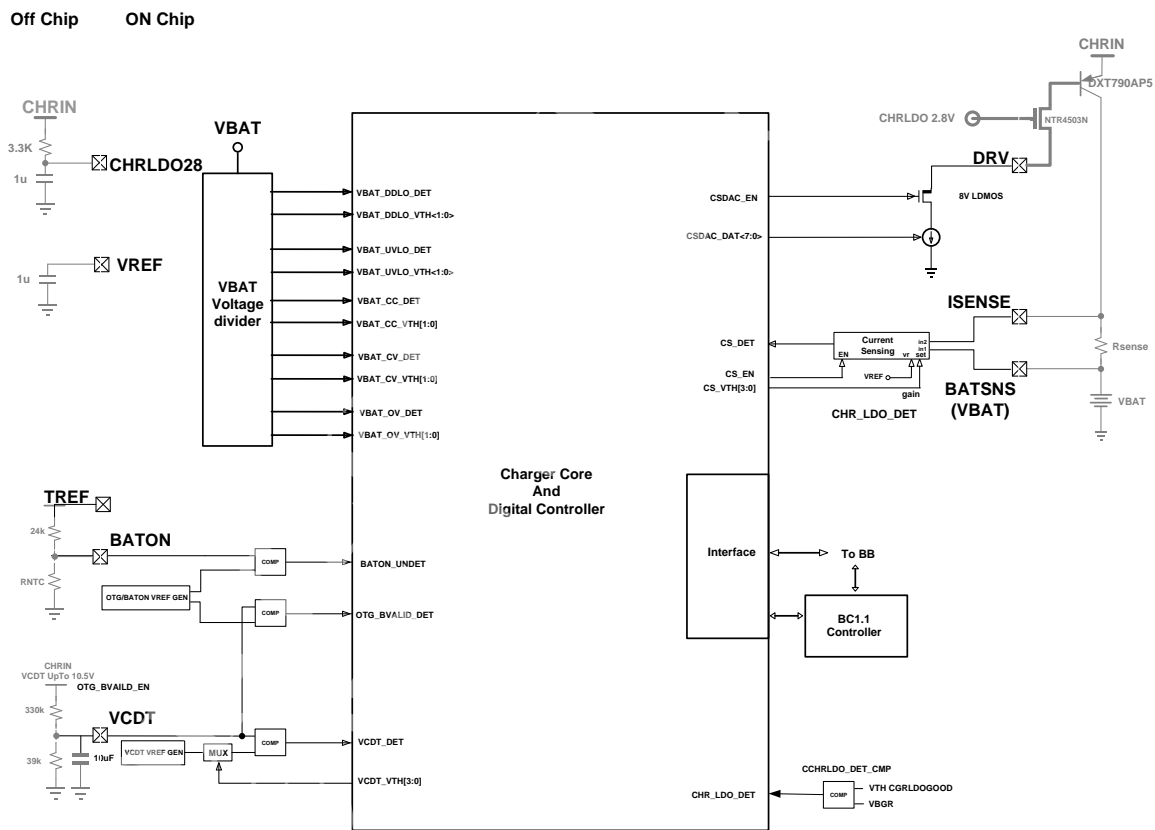 Off Chip ON Chip
CHRIN
3.3K
1u
CHRLDO28
VREF
1u
VBAT
VBAT
Voltage
divider
VBAT_DDLO_DET
VBAT_DDLO_VTH<1:0>
VBAT_UVLO_DET
VBAT_UVLO_VTH<1:0>
VBAT_CC_DET
VBAT_CC_VTH[1:0]
VBAT_CV_DET
VBAT_CV_VTH[1:0]
VBAT_OV_DET
VBAT_OV_VTH[1:0]
Charger Core
And
Digital Controller
CHRIN
DXT790AP5
CHRLDO 2.8V
NTR4503N
DRV
CSDAC_EN
8V LDMOS
CSDAC_DAT<7:0>
ISENSE
CS_DET
Current
Sensing
in2
in1
EN
vr
set
Rsense
CS_EN
VREF
CS_VTH[3:0]
gain
CHR_LDO_DET
BATSNS
(VBAT)
VBAT
TREF
24k
BATON
RNTC
COMP
BATON_UNDET
OTG/BATON VREF GEN
COMP
OTG_BVALID_DET
Interface
To BB
BC1.1
Controller
CHRIN
VCDT UpTo 10.5V
OTG_BVAILD_EN
330k
VCDT
39k
10uF
VCDT VREF GEN
MUX
COMP
VCDT_DET
VCDT_VTH[3:0]
CCHRLDO_DET_CMP
CHR_LDO_DET
COMP
VTH CGRLDOGOOD
VBGR